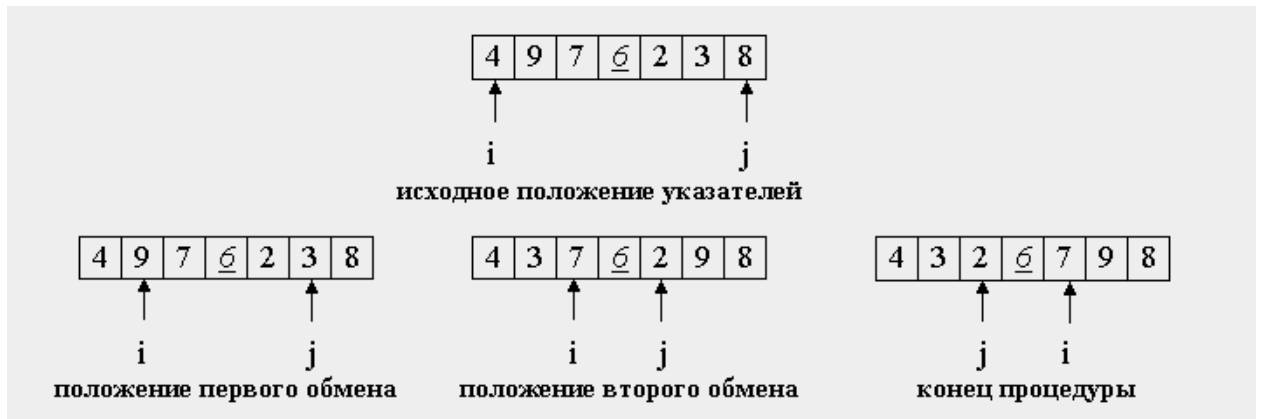 4 9 7 6 2 3 8
i j
исходное положение указателей
4 9 7 6 2 3 8 4 3 7 6 2 9 8 4 3 2 6 7 9 8
i j i j j i
положение первого обмена положение второго обмена конец процедуры